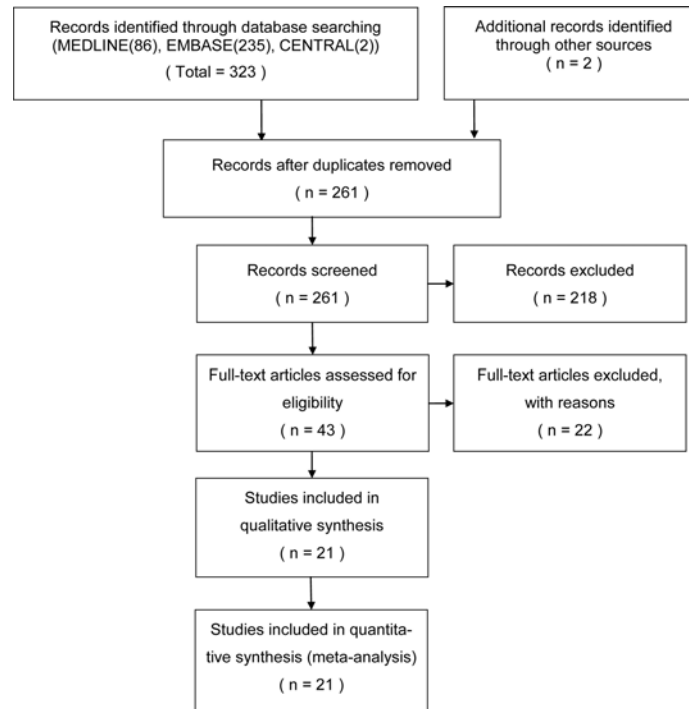 Records identified through database searching
(MEDLINE(86), EMBASE(235), CENTRAL(2))
( Total = 323)
Additional records identified
through other sources
( n = 2 )
Records after duplicates removed
( n = 261 )
Records screened
( n = 261 )
Records excluded
( n = 218 )
Full-text articles assessed for
eligibility
( n = 43 )
Full-text articles excluded,
with reasons
( n = 22 )
Studies included in
qualitative synthesis
( n = 21 )
Studies included in quantita-
tive synthesis (meta-analysis)
( n = 21 )